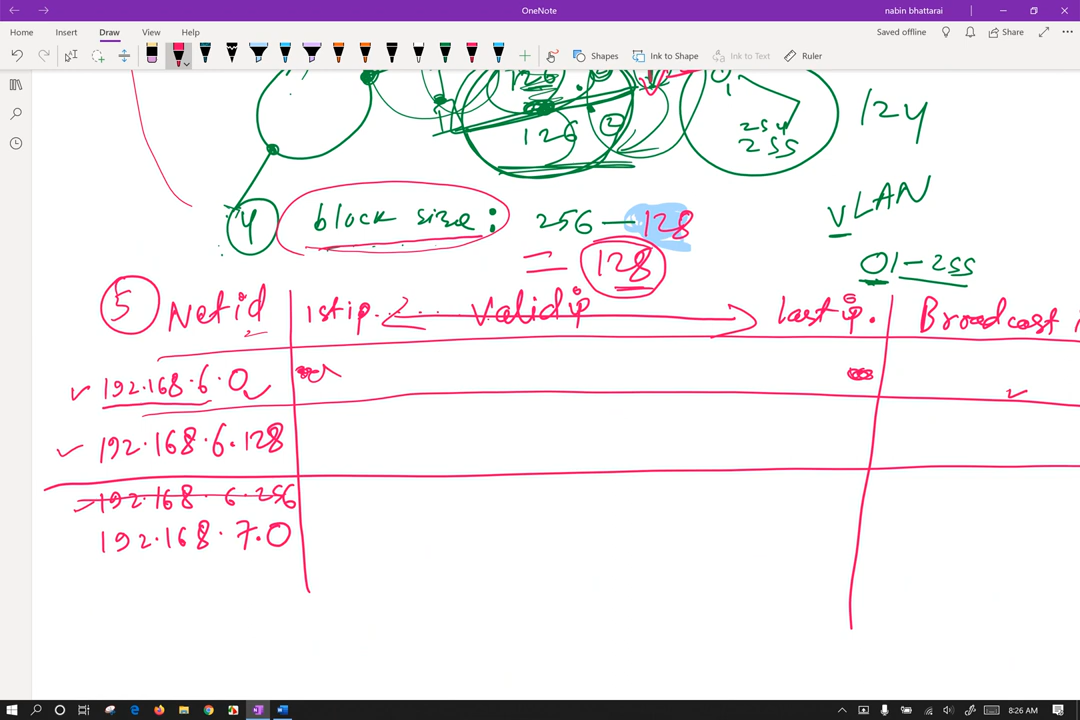 OneNote
nabin bhattarai
Home Insert Draw View Help
Saved offline
Share
Shapes
Ink to Shape
Ink to Text
Ruler
126
126
2
1
254
255
124
4 block size: 256 - 128
= 128
vLAN
01-255
5 Netid 1st ip. Valid ip last ip. Broadcast
192.168.6.0
192.168.6.128
192.168.6.256
192.168.7.0
8:26 AM